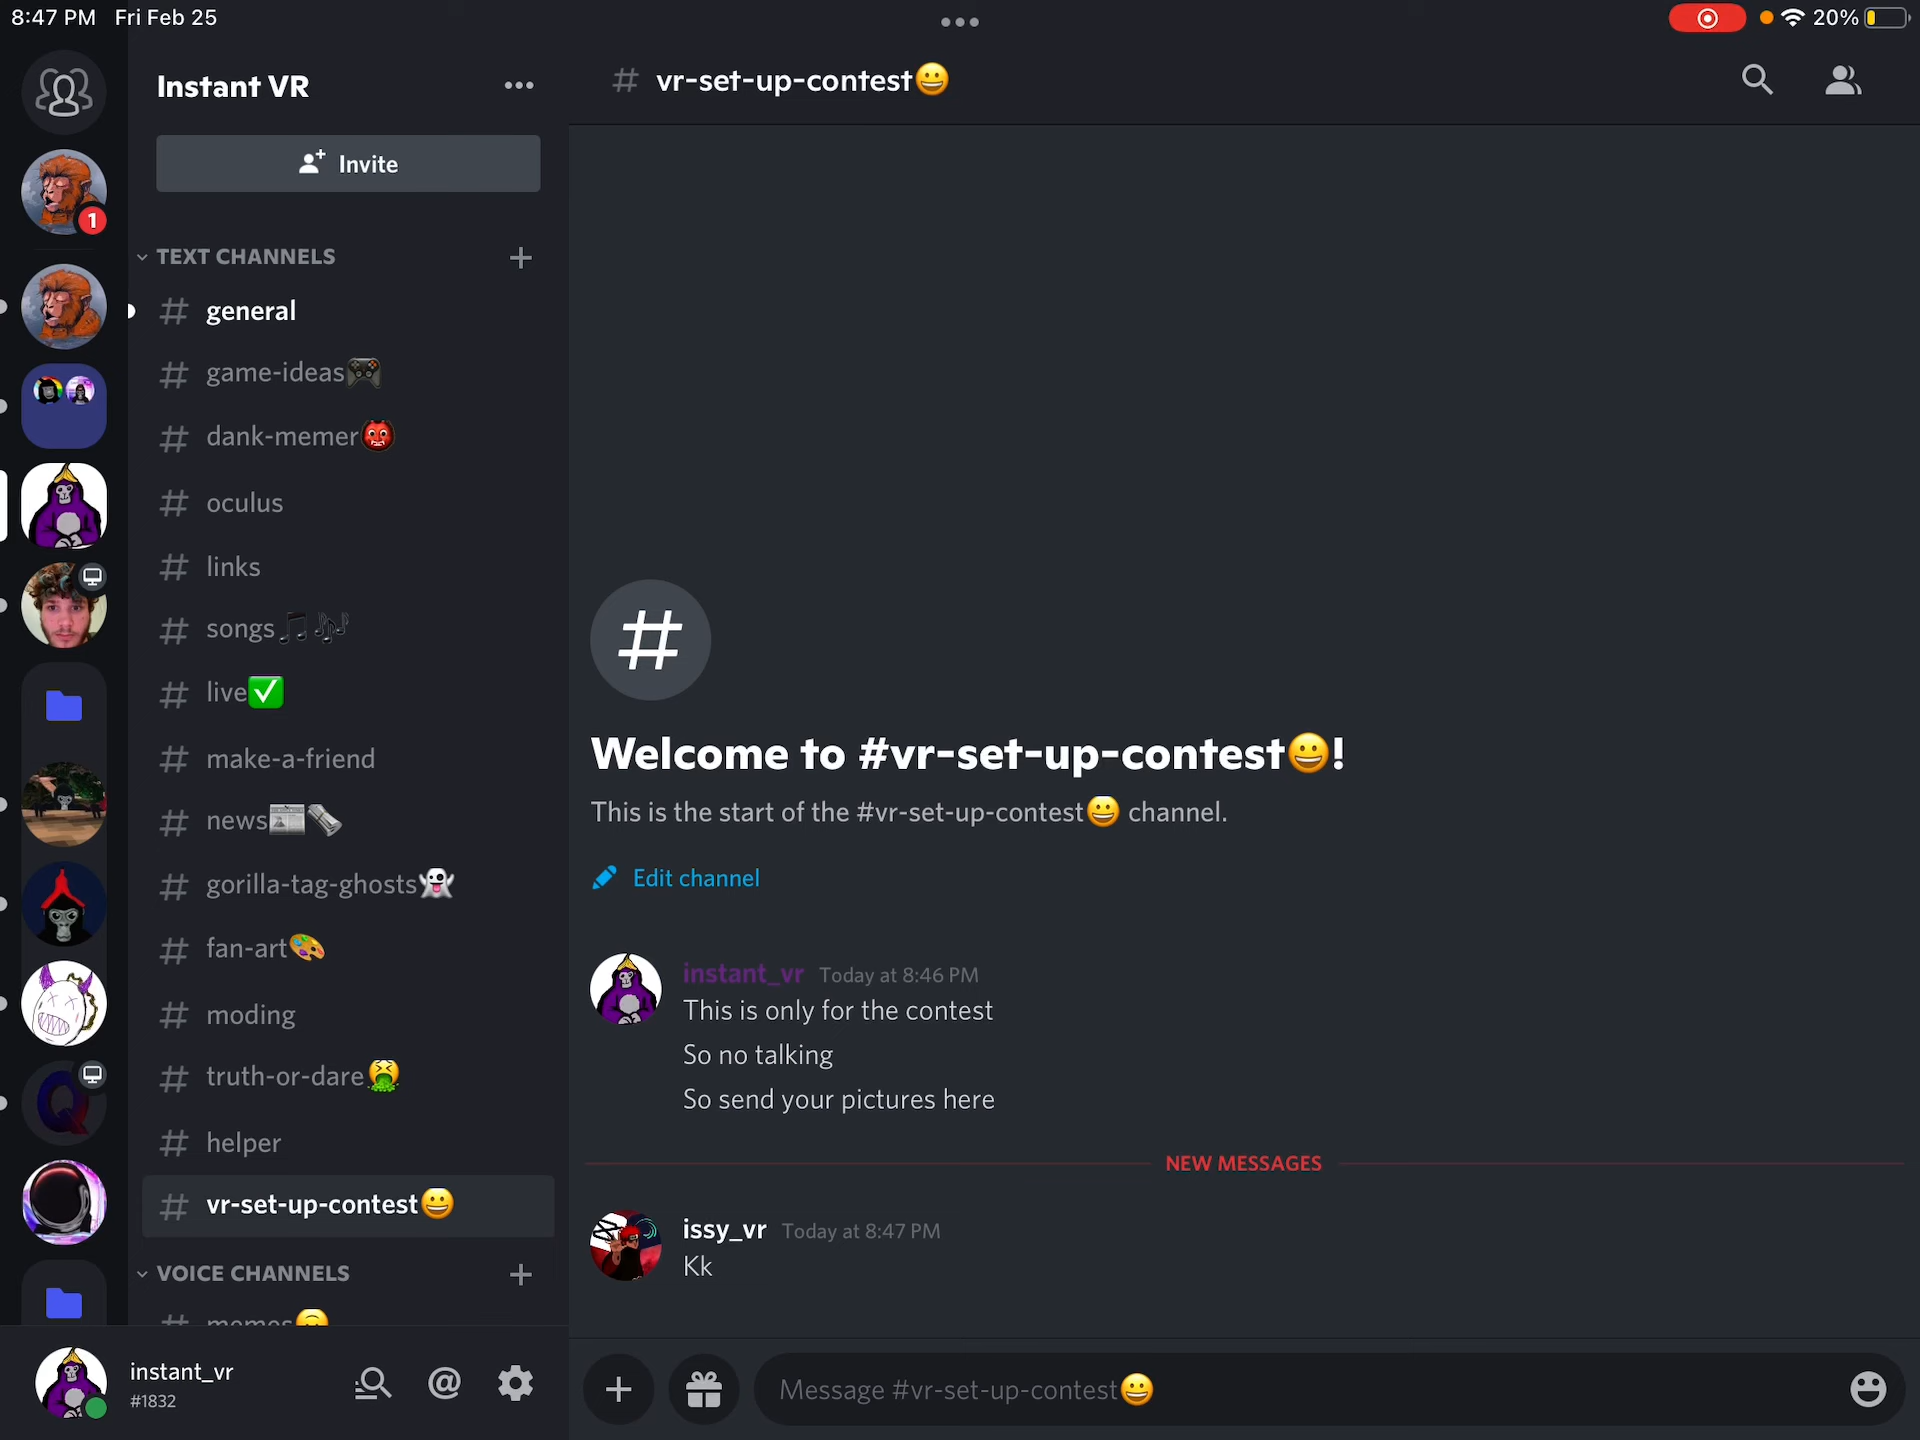 8:47 PM Fri Feb 25
20%
Instant VR
Invite
1
TEXT CHANNELS
general
game-ideas🎮
dank-memer👹
oculus
links
songs🎵🎶
live✅
make-a-friend
news📰🗞️
gorilla-tag-ghosts👻
fan-art🎨
moding
truth-or-dare🤮
helper
vr-set-up-contest😀
VOICE CHANNELS
memes🙃
instant_vr
#1832
# vr-set-up-contest😀
Welcome to #vr-set-up-contest😀!
This is the start of the #vr-set-up-contest😀 channel.
Edit channel
instant_vr Today at 8:46 PM
This is only for the contest
So no talking
So send your pictures here
NEW MESSAGES
issy_vr Today at 8:47 PM
Kk
Message #vr-set-up-contest😀